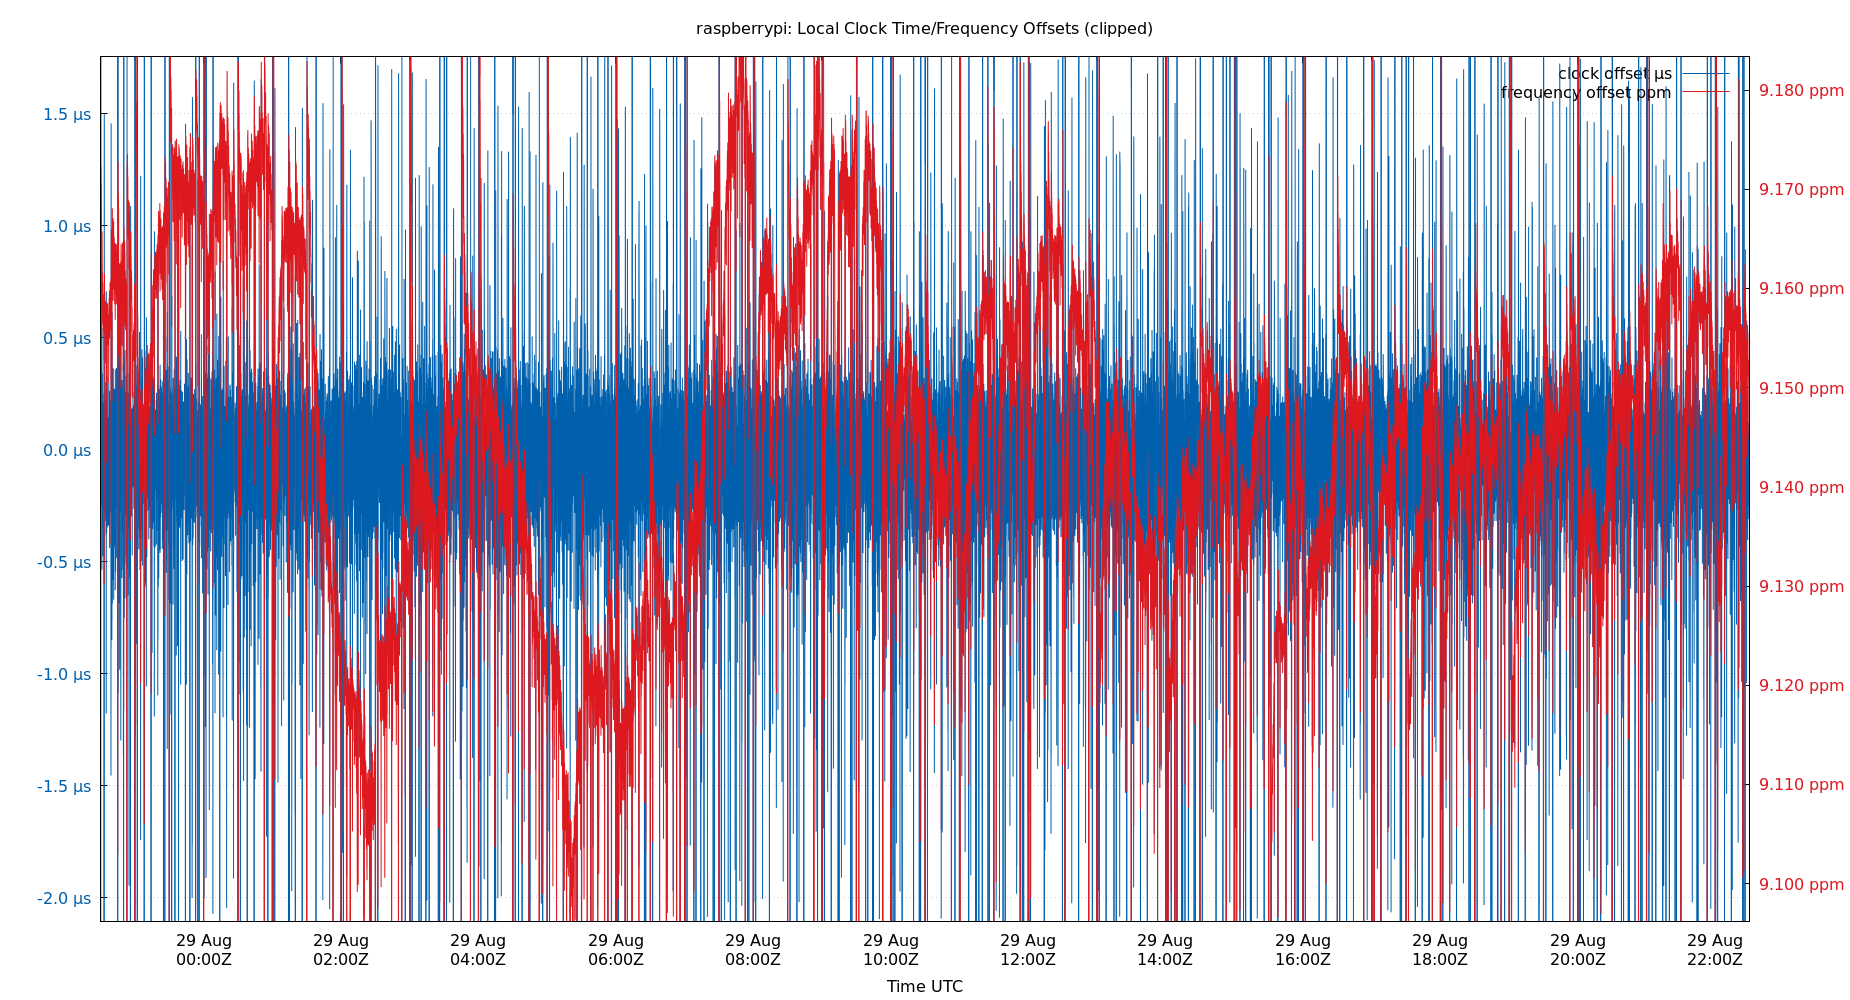 raspberrypi: Local Clock Time/Frequency Offsets (clipped)
clock offset µs
frequency offset ppm
1.5 µs
1.0 µs
0.5 µs
0.0 µs
-0.5 µs
-1.0 µs
-1.5 µs
-2.0 µs
9.180 ppm
9.170 ppm
9.160 ppm
9.150 ppm
9.140 ppm
9.130 ppm
9.120 ppm
9.110 ppm
9.100 ppm
29 Aug 29 Aug 29 Aug 29 Aug 29 Aug 29 Aug 29 Aug 29 Aug 29 Aug 29 Aug 29 Aug 29 Aug
00:00Z 02:00Z 04:00Z 06:00Z 08:00Z 10:00Z 12:00Z 14:00Z 16:00Z 18:00Z 20:00Z 22:00Z
Time UTC